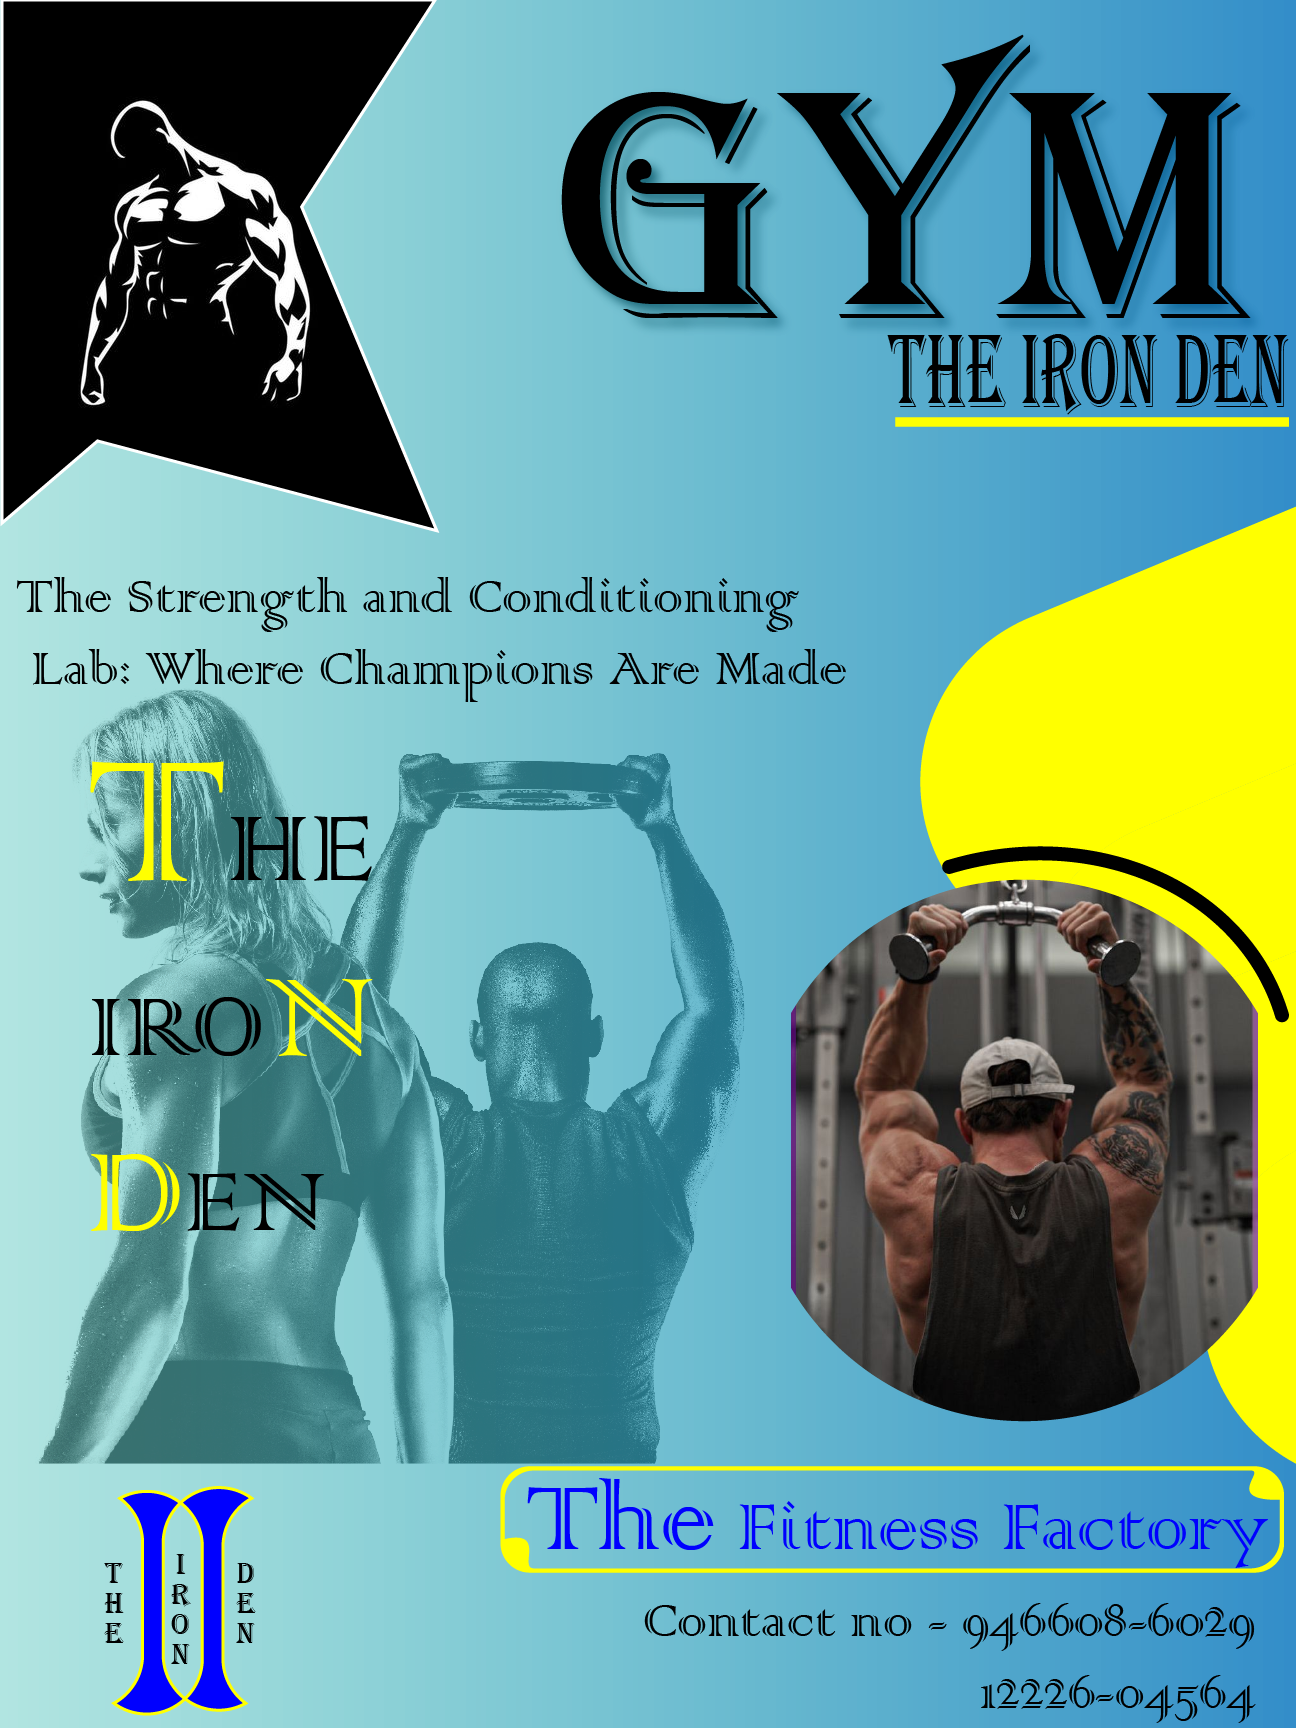 GYM
THE IRON DEN
The Strength and Conditioning
Lab: Where Champions Are Made
THE
IRON
DEN
The Fitness Factory
THE
IRON
DEN
Contact no - 946608-6029
12226-04564